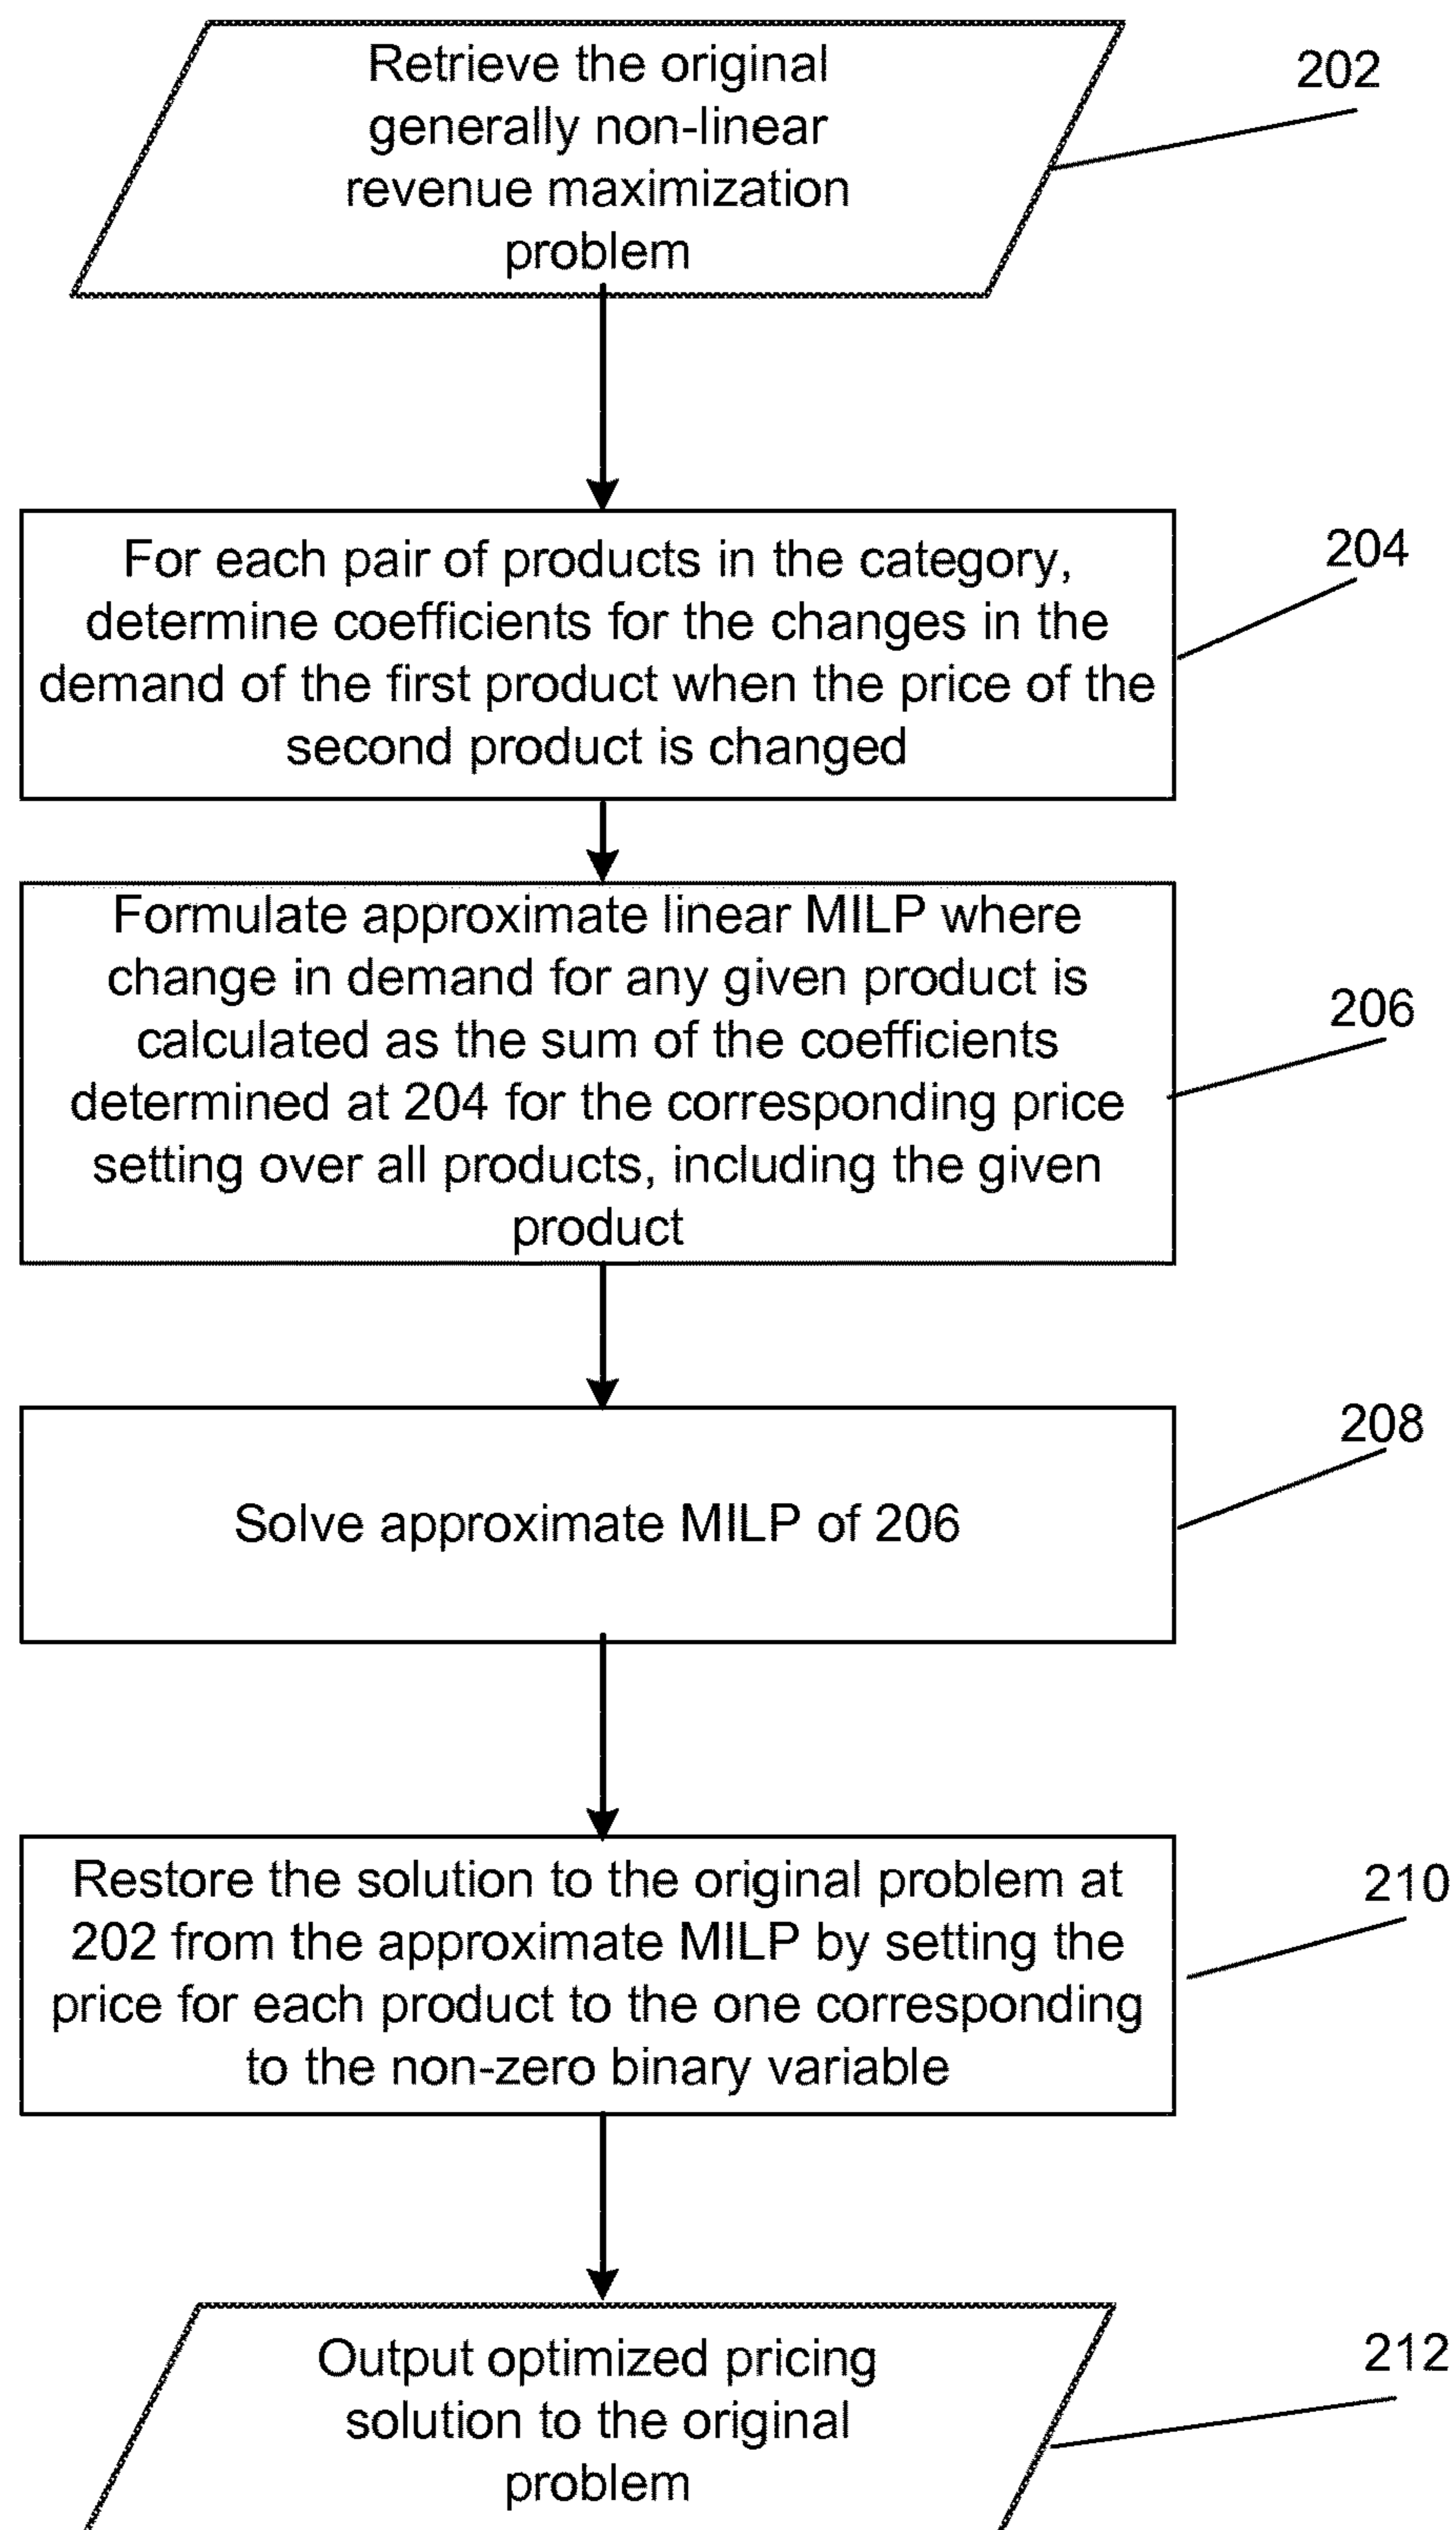 Retrieve the original
generally non-linear
revenue maximization
problem
202
For each pair of products in the category,
determine coefficients for the changes in the
demand of the first product when the price of the
second product is changed
204
Formulate approximate linear MILP where
change in demand for any given product is
calculated as the sum of the coefficients
determined at 204 for the corresponding price
setting over all products, including the given
product
206
Solve approximate MILP of 206
208
Restore the solution to the original problem at
202 from the approximate MILP by setting the
price for each product to the one corresponding
to the non-zero binary variable
210
Output optimized pricing
solution to the original
problem
212